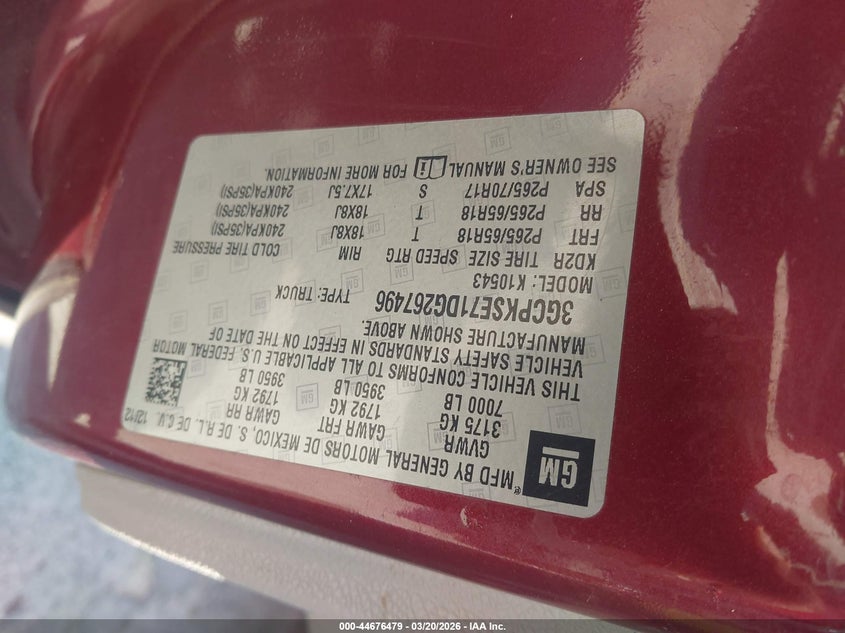 MFD BY GENERAL MOTORS DE MEXICO, S. DE R.L. DE C.V. 12/12
GM®
GVWR GAWR FRT GAWR RR
3175 KG 1792 KG 1792 KG
7000 LB 3950 LB 3950 LB
THIS VEHICLE CONFORMS TO ALL APPLICABLE U.S. FEDERAL MOTOR
VEHICLE SAFETY STANDARDS IN EFFECT ON THE DATE OF
MANUFACTURE SHOWN ABOVE.
3GCPKSE71DG267496 TYPE: TRUCK
MODEL: K10543
KD2R TIRE SIZE SPEED RTG RIM COLD TIRE PRESSURE
FRT P265/65R18 T 18X8J 240KPA(35PSI)
RR P265/65R18 T 18X8J 240KPA(35PSI)
SPA P265/70R17 S 17X7.5J 240KPA(35PSI)
SEE OWNER'S MANUAL FOR MORE INFORMATION.
000-44676479 - 03/20/2026 - IAA Inc.